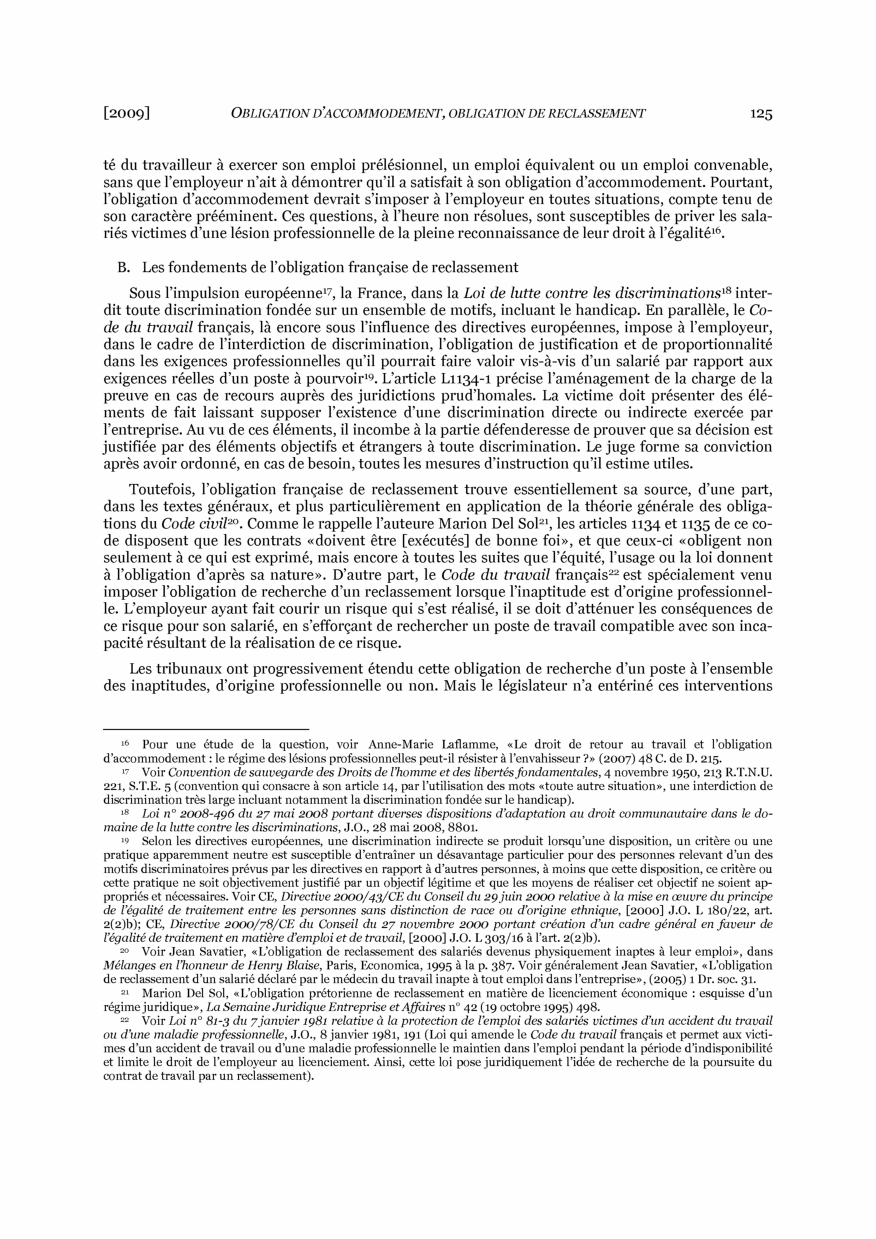 [2009] OBLIGATION D’ACCOMMODEMENT, OBLIGATION DE RECLASSEMENT 125
té du travailleur à exercer son emploi prélésionnel, un emploi équivalent ou un emploi convenable,
sans que l’employeur n’ait à démontrer qu’il a satisfait à son obligation d’accommodement. Pourtant,
l’obligation d’accommodement devrait s’imposer à l’employeur en toutes situations, compte tenu de
son caractère prééminent. Ces questions, à l’heure non résolues, sont susceptibles de priver les sala-
riés victimes d’une lésion professionnelle de la pleine reconnaissance de leur droit à l’égalité¹⁶.
B. Les fondements de l’obligation française de reclassement
Sous l’impulsion européenne¹⁷, la France, dans la Loi de lutte contre les discriminations¹⁸ inter-
dit toute discrimination fondée sur un ensemble de motifs, incluant le handicap. En parallèle, le Co-
de du travail français, là encore sous l’influence des directives européennes, impose à l’employeur,
dans le cadre de l’interdiction de discrimination, l’obligation de justification et de proportionnalité
dans les exigences professionnelles qu’il pourrait faire valoir vis-à-vis d’un salarié par rapport aux
exigences réelles d’un poste à pourvoir¹⁹. L’article L1134-1 précise l’aménagement de la charge de la
preuve en cas de recours auprès des juridictions prud’homales. La victime doit présenter des élé-
ments de fait laissant supposer l’existence d’une discrimination directe ou indirecte exercée par
l’entreprise. Au vu de ces éléments, il incombe à la partie défenderesse de prouver que sa décision est
justifiée par des éléments objectifs et étrangers à toute discrimination. Le juge forme sa conviction
après avoir ordonné, en cas de besoin, toutes les mesures d’instruction qu’il estime utiles.
Toutefois, l’obligation française de reclassement trouve essentiellement sa source, d’une part,
dans les textes généraux, et plus particulièrement en application de la théorie générale des obliga-
tions du Code civil²⁰. Comme le rappelle l’auteure Marion Del Sol²¹, les articles 1134 et 1135 de ce co-
de disposent que les contrats «doivent être [exécutés] de bonne foi», et que ceux-ci «obligent non
seulement à ce qui est exprimé, mais encore à toutes les suites que l’équité, l’usage ou la loi donnent
à l’obligation d’après sa nature». D’autre part, le Code du travail français²² est spécialement venu
imposer l’obligation de recherche d’un reclassement lorsque l’inaptitude est d’origine professionnel-
le. L’employeur ayant fait courir un risque qui s’est réalisé, il se doit d’atténuer les conséquences de
ce risque pour son salarié, en s’efforçant de rechercher un poste de travail compatible avec son inca-
pacité résultant de la réalisation de ce risque.
Les tribunaux ont progressivement étendu cette obligation de recherche d’un poste à l’ensemble
des inaptitudes, d’origine professionnelle ou non. Mais le législateur n’a entériné ces interventions
¹⁶ Pour une étude de la question, voir Anne-Marie Laflamme, «Le droit de retour au travail et l’obligation
d’accommodement : le régime des lésions professionnelles peut-il résister à l’envahisseur ?» (2007) 48 C. de D. 215.
¹⁷ Voir Convention de sauvegarde des Droits de l’homme et des libertés fondamentales, 4 novembre 1950, 213 R.T.N.U.
221, S.T.E. 5 (convention qui consacre à son article 14, par l’utilisation des mots «toute autre situation», une interdiction de
discrimination très large incluant notamment la discrimination fondée sur le handicap).
¹⁸ Loi n° 2008-496 du 27 mai 2008 portant diverses dispositions d’adaptation au droit communautaire dans le do-
maine de la lutte contre les discriminations, J.O., 28 mai 2008, 8801.
¹⁹ Selon les directives européennes, une discrimination indirecte se produit lorsqu’une disposition, un critère ou une
pratique apparemment neutre est susceptible d’entraîner un désavantage particulier pour des personnes relevant d’un des
motifs discriminatoires prévus par les directives en rapport à d’autres personnes, à moins que cette disposition, ce critère ou
cette pratique ne soit objectivement justifié par un objectif légitime et que les moyens de réaliser cet objectif ne soient ap-
propriés et nécessaires. Voir CE, Directive 2000/43/CE du Conseil du 29 juin 2000 relative à la mise en œuvre du principe
de l’égalité de traitement entre les personnes sans distinction de race ou d’origine ethnique, [2000] J.O. L 180/22, art.
2(2)b); CE, Directive 2000/78/CE du Conseil du 27 novembre 2000 portant création d’un cadre général en faveur de
l’égalité de traitement en matière d’emploi et de travail, [2000] J.O. L 303/16 à l’art. 2(2)b).
²⁰ Voir Jean Savatier, «L’obligation de reclassement des salariés devenus physiquement inaptes à leur emploi», dans
Mélanges en l’honneur de Henry Blaise, Paris, Economica, 1995 à la p. 387. Voir généralement Jean Savatier, «L’obligation
de reclassement d’un salarié déclaré par le médecin du travail inapte à tout emploi dans l’entreprise», (2005) 1 Dr. soc. 31.
²¹ Marion Del Sol, «L’obligation prétorienne de reclassement en matière de licenciement économique : esquisse d’un
régime juridique», La Semaine Juridique Entreprise et Affaires n° 42 (19 octobre 1995) 498.
²² Voir Loi n° 81-3 du 7 janvier 1981 relative à la protection de l’emploi des salariés victimes d’un accident du travail
ou d’une maladie professionnelle, J.O., 8 janvier 1981, 191 (Loi qui amende le Code du travail français et permet aux victi-
mes d’un accident de travail ou d’une maladie professionnelle le maintien dans l’emploi pendant la période d’indisponibilité
et limite le droit de l’employeur au licenciement. Ainsi, cette loi pose juridiquement l’idée de recherche de la poursuite du
contrat de travail par un reclassement).